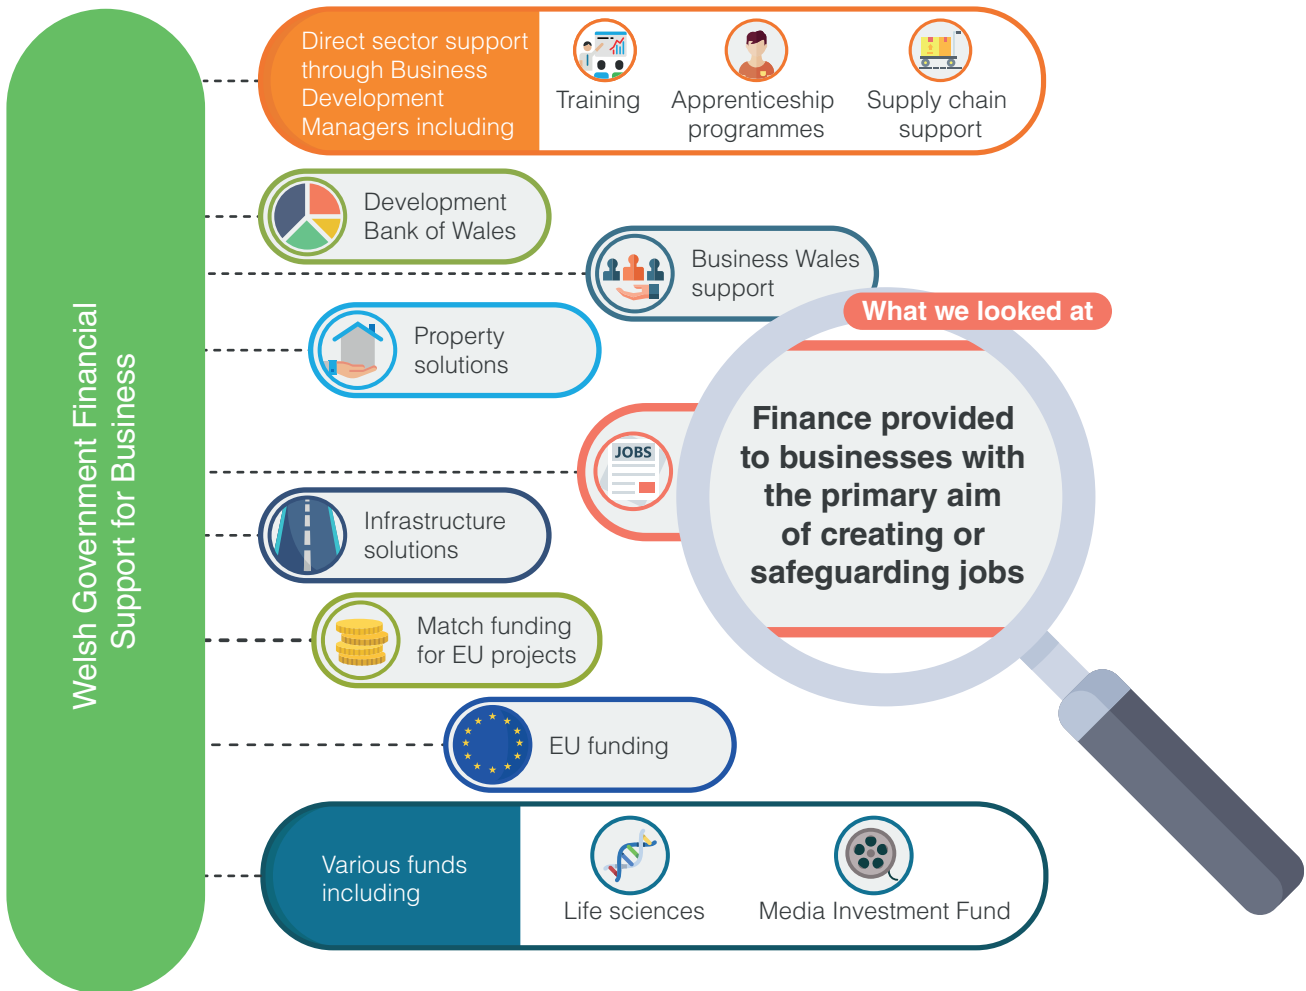 Welsh Government Financial
Support for Business
Direct sector support
through Business
Development
Managers including
Training
Apprenticeship
programmes
Supply chain
support
Development
Bank of Wales
Business Wales
support
What we looked at
Property
solutions
Finance provided
to businesses with
the primary aim
of creating or
safeguarding jobs
JOBS
Infrastructure
solutions
Match funding
for EU projects
EU funding
Various funds
including
Life sciences
Media Investment Fund